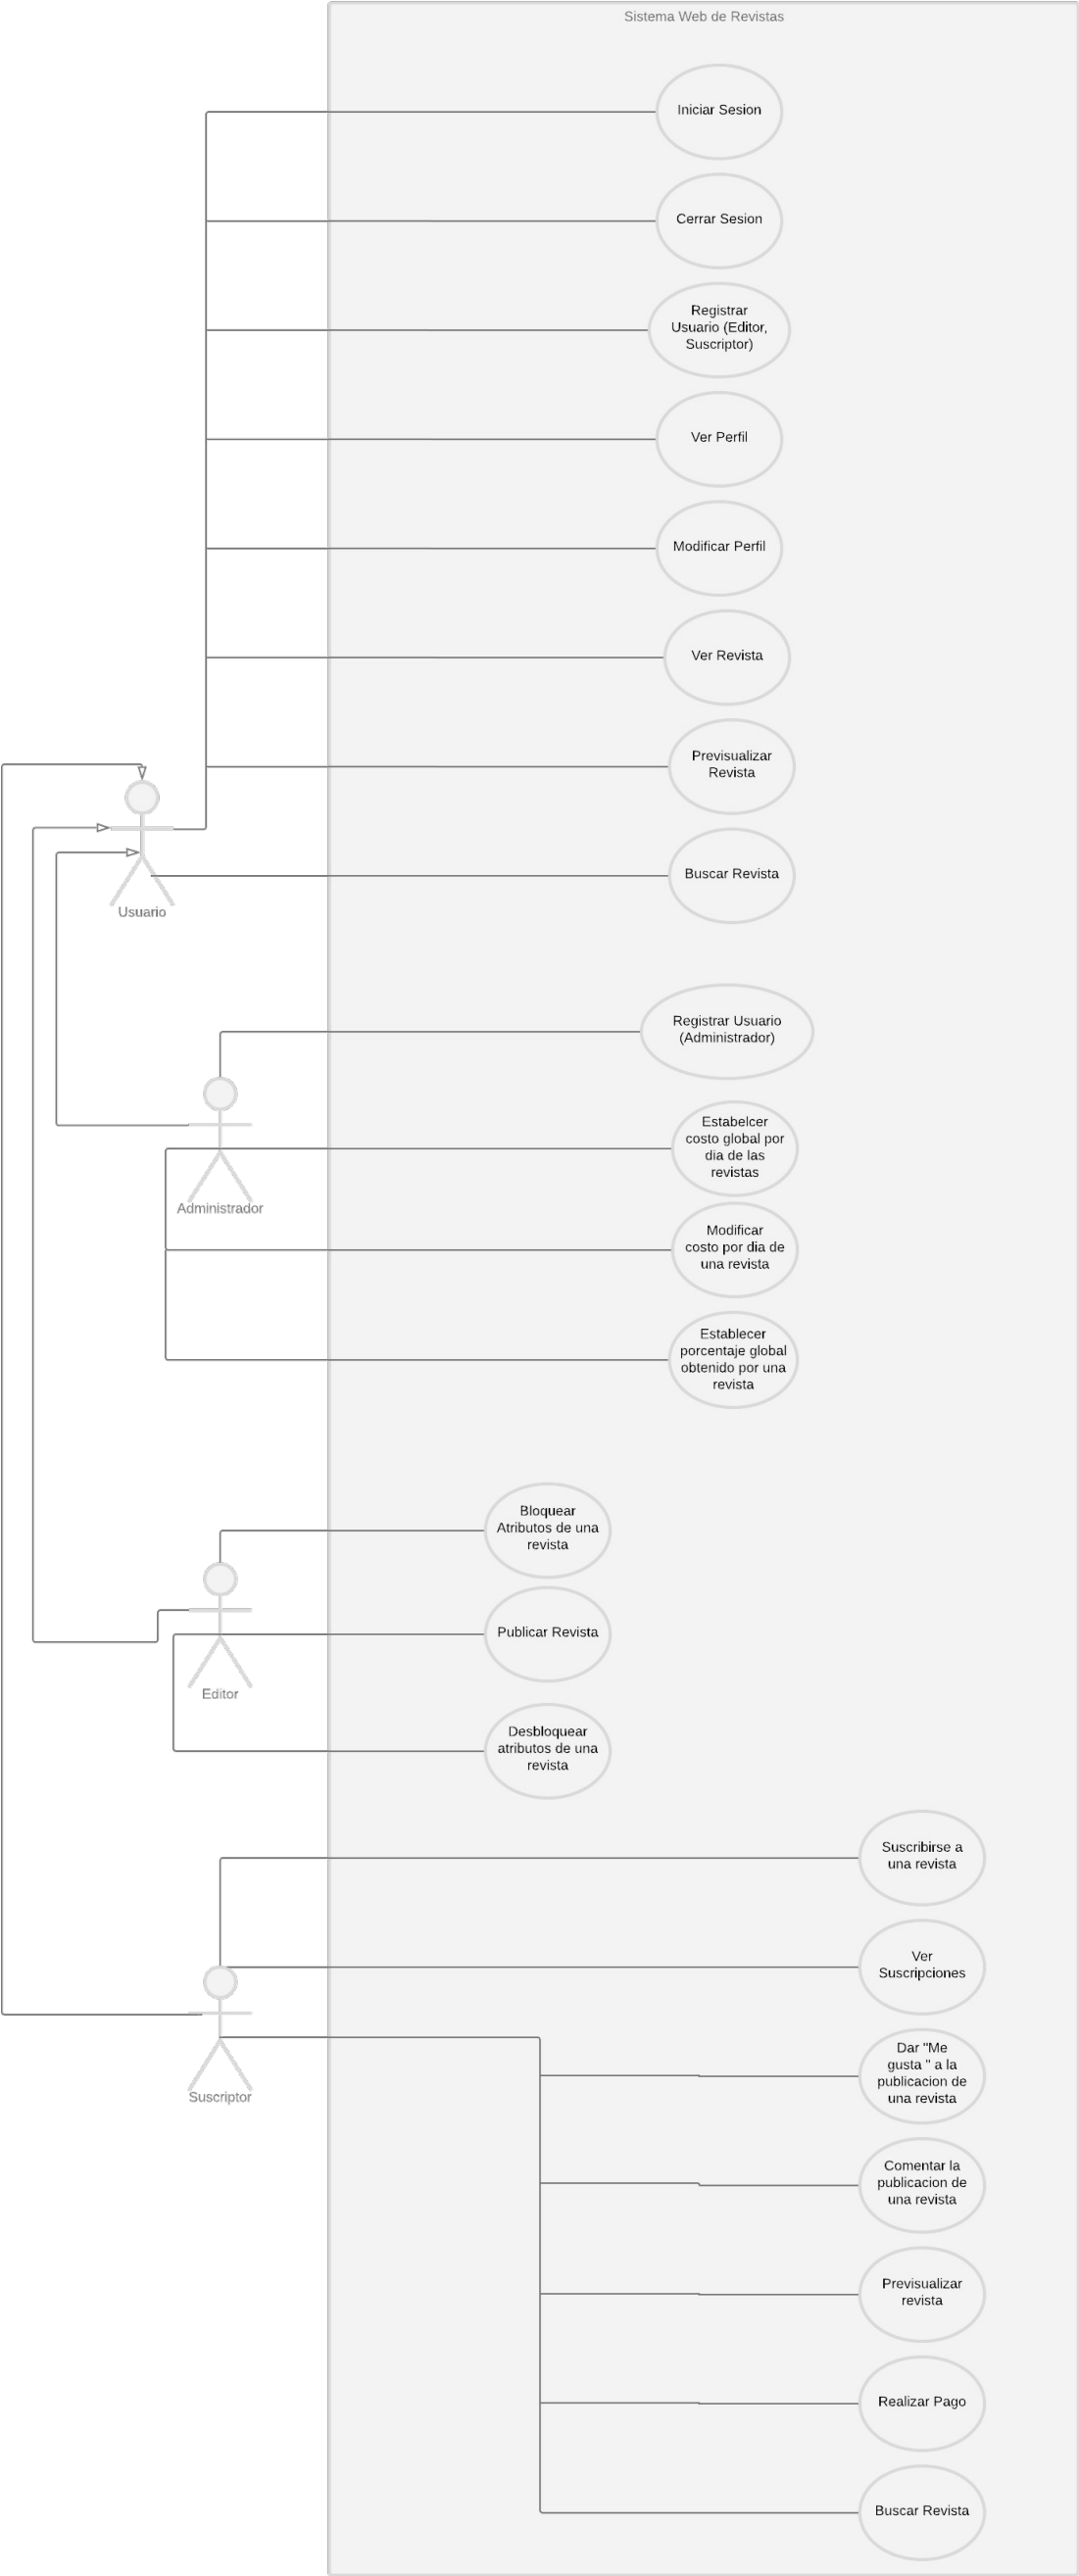 Sistema Web de Revistas
Iniciar Sesion
Cerrar Sesion
Registrar
Usuario (Editor,
Suscriptor)
Ver Perfil
Modificar Perfil
Ver Revista
Previsualizar
Revista
Buscar Revista
Usuario
Registrar Usuario
(Administrador)
Estabelcer
costo global por
dia de las
revistas
Administrador
Modificar
costo por dia de
una revista
Establecer
porcentaje global
obtenido por una
revista
Bloquear
Atributos de una
revista
Publicar Revista
Editor
Desbloquear
atributos de una
revista
Suscribirse a
una revista
Ver
Suscripciones
Dar "Me
gusta " a la
publicacion de
una revista
Suscriptor
Comentar la
publicacion de
una revista
Previsualizar
revista
Realizar Pago
Buscar Revista